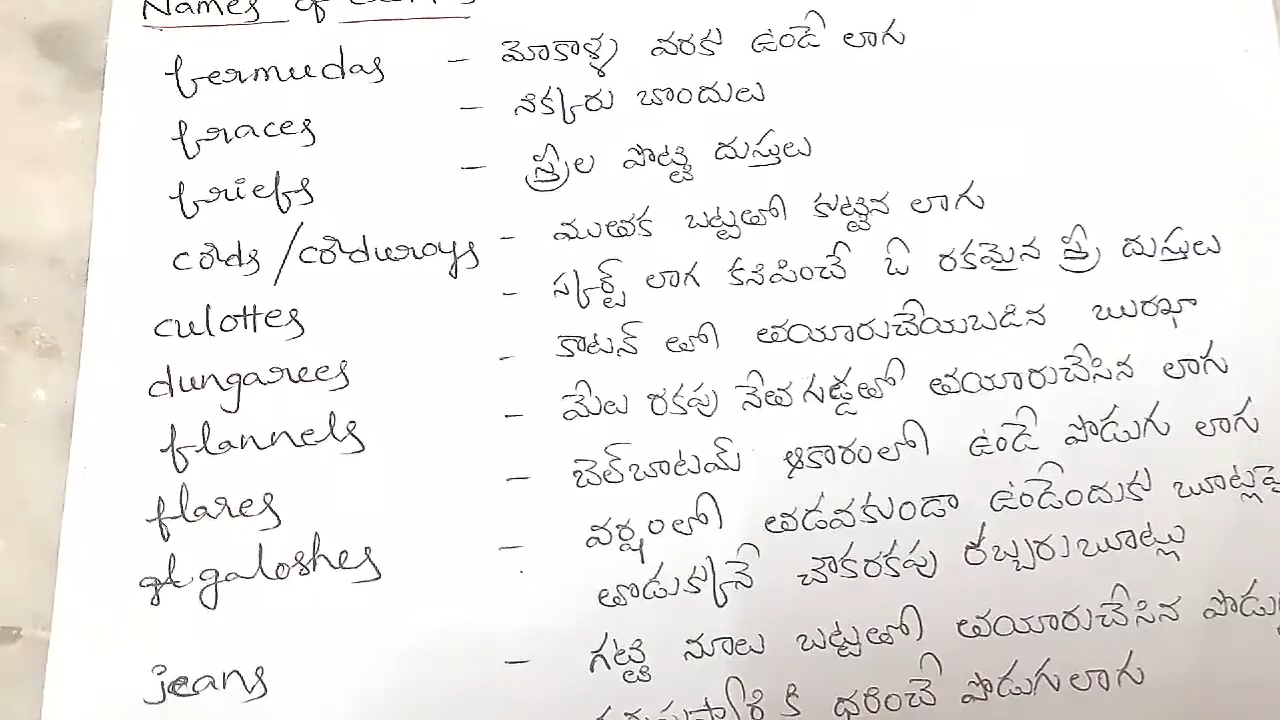 Names of
bermudas - మోకాళ్ళ వరకు ఉండే లాగు
braces - నిక్కరు బొందులు
briefs - స్త్రీల పొట్టి దుస్తులు
cords/corduroys - ముతక బట్టతో కుట్టిన లాగు
culottes - స్కర్ట్ లాగ కనిపించే ఓ రకమైన స్త్రీ దుస్తులు
dungarees - కాటన్ తో తయారుచేయబడిన బురఖా
flannels - మేలు రకపు నేత గుడ్డతో తయారుచేసిన లాగు
flares - బెల్‌బాటమ్ ఆకారంలో ఉండే పొడుగు లాగు
galoshes - వర్షంలో తడవకుండా ఉండేందుకు బూట్లపై
తొడుక్కునే చౌకరకపు రబ్బరుబూట్లు
jeans - గట్టి నూలు బట్టతో తయారుచేసిన
ధరించే పొడుగులాగు